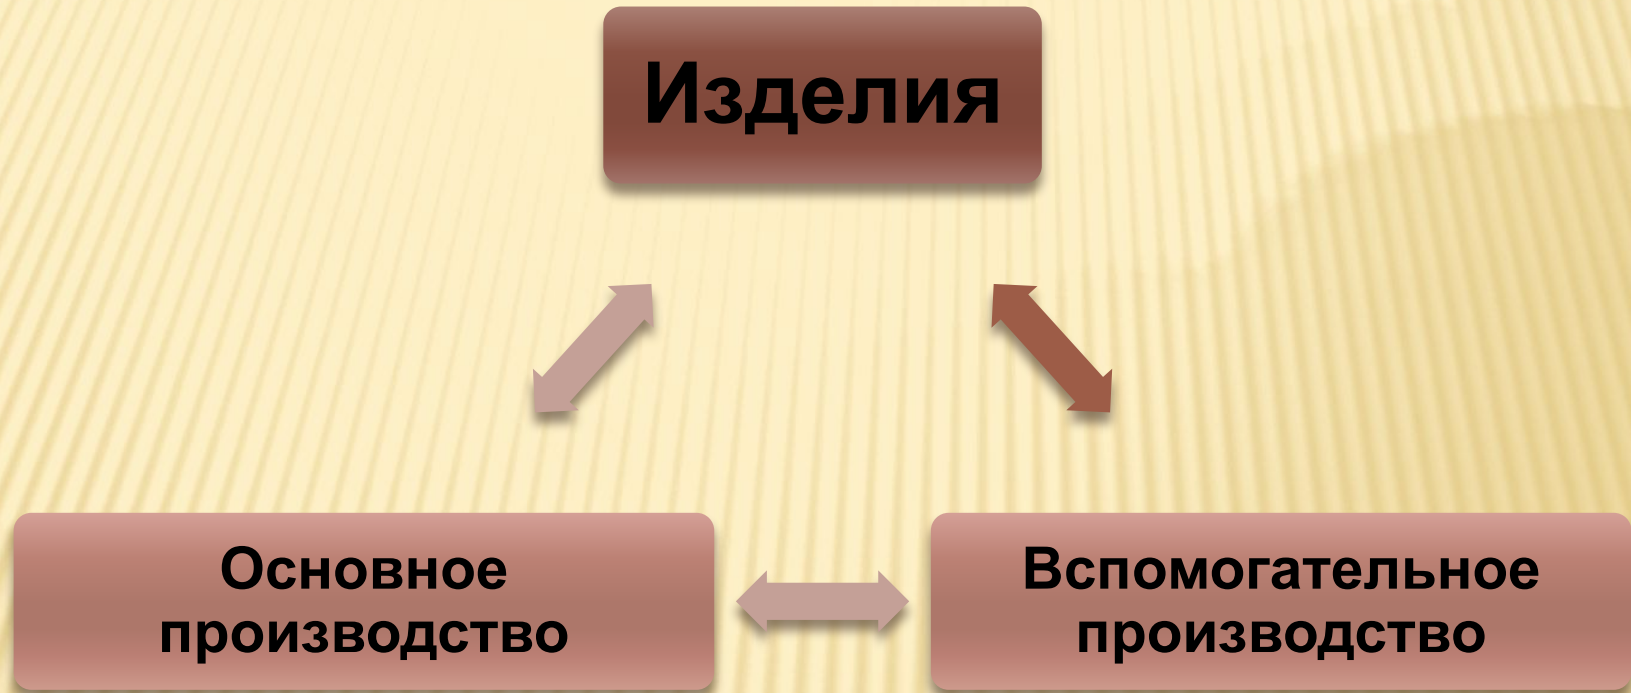 Изделия
Основное
производство
Вспомогательное
производство